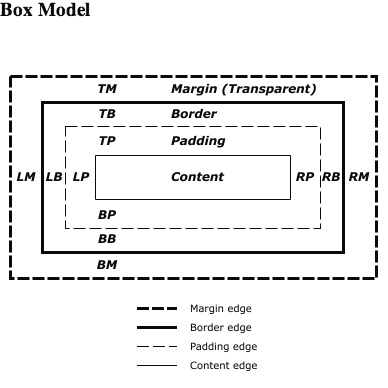 Box Model
TM Margin (Transparent)
TB Border
TP Padding
LM LB LP Content RP RB RM
BP
BB
BM
Margin edge
Border edge
Padding edge
Content edge